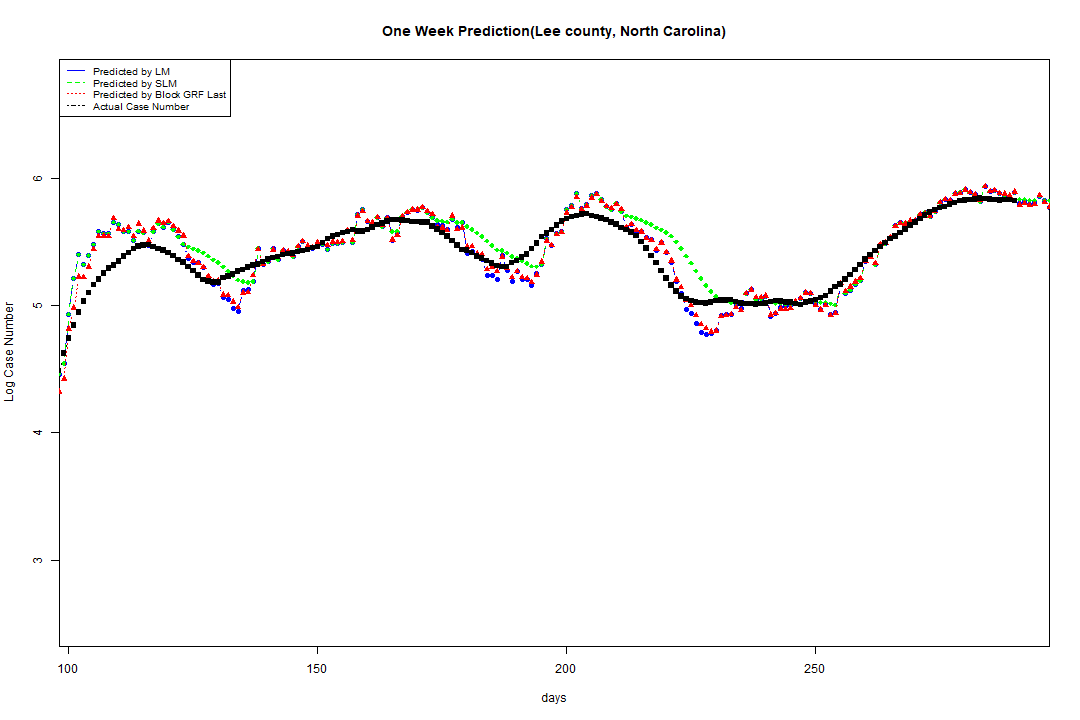 One Week Prediction(Lee county, North Carolina)
Predicted by LM
Predicted by SLM
Predicted by Block GRF Last
Actual Case Number
6
5
4
3
Log Case Number
100 150 200 250
days